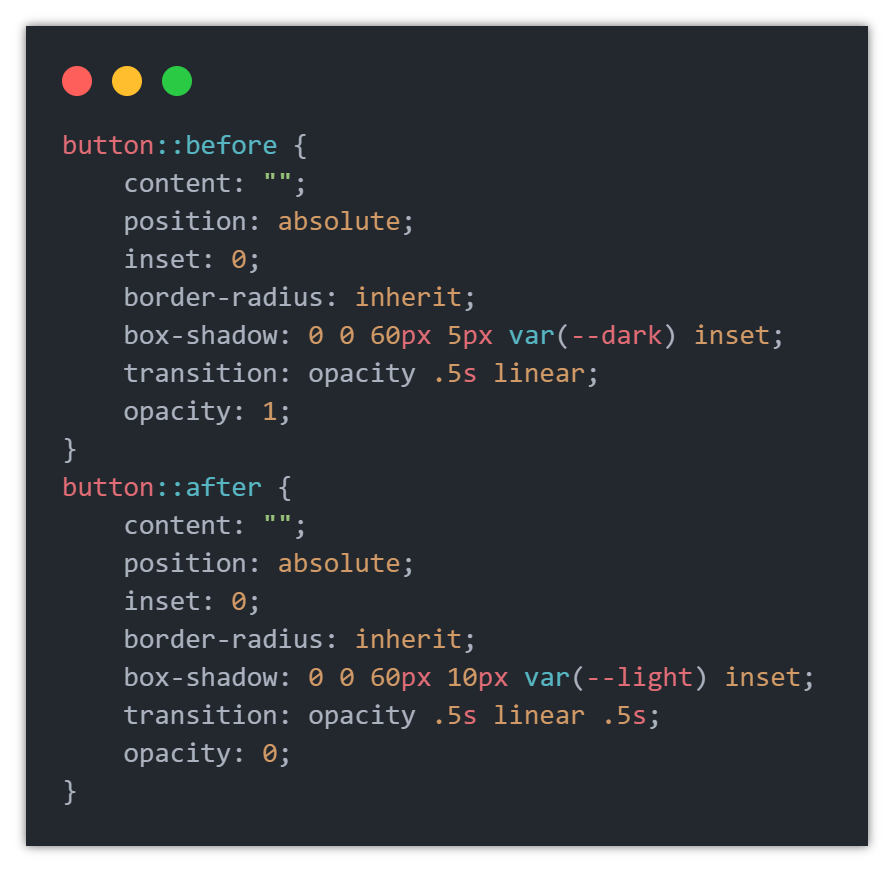 button::before {
    content: "";
    position: absolute;
    inset: 0;
    border-radius: inherit;
    box-shadow: 0 0 60px 5px var(--dark) inset;
    transition: opacity .5s linear;
    opacity: 1;
}
button::after {
    content: "";
    position: absolute;
    inset: 0;
    border-radius: inherit;
    box-shadow: 0 0 60px 10px var(--light) inset;
    transition: opacity .5s linear .5s;
    opacity: 0;
}